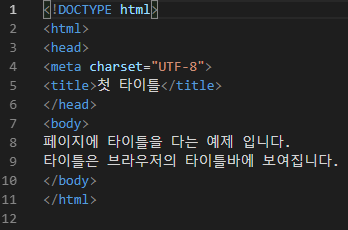 1 <!DOCTYPE html>
2 <html>
3 <head>
4 <meta charset="UTF-8">
5 <title>첫 타이틀</title>
6 </head>
7 <body>
8 페이지에 타이틀을 다는 예제 입니다.
9 타이틀은 브라우저의 타이틀바에 보여집니다.
10 </body>
11 </html>
12